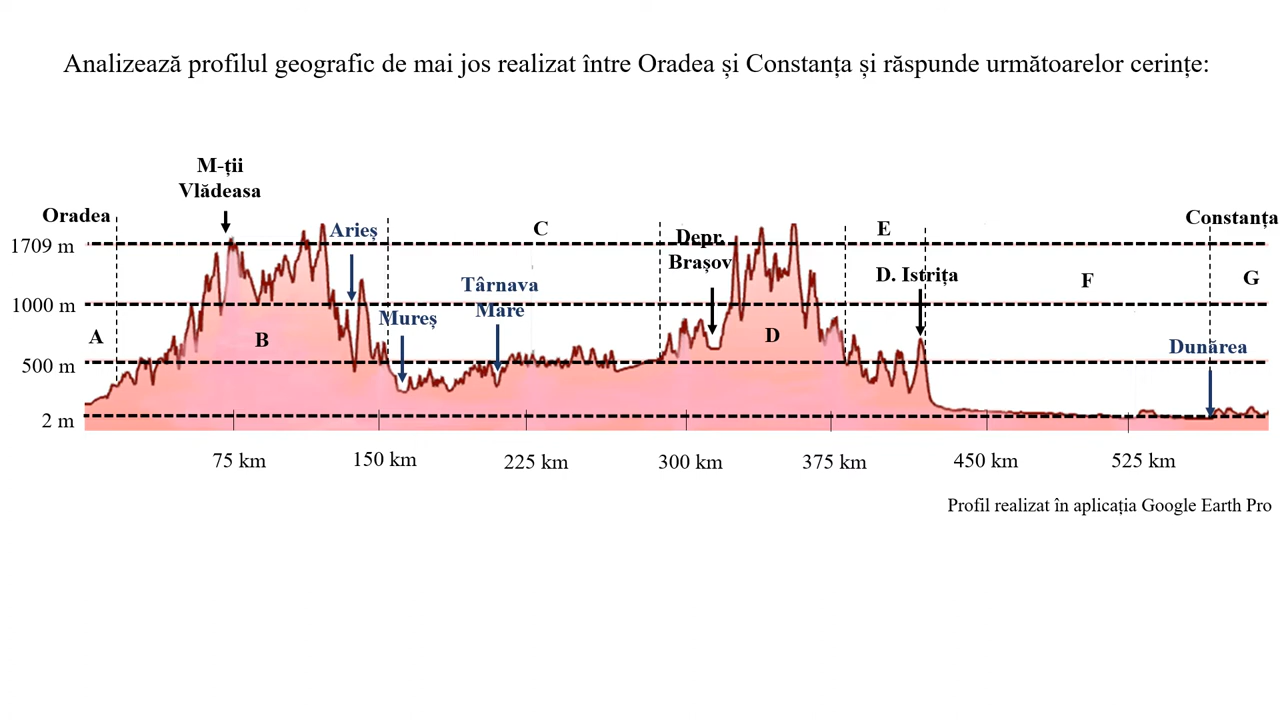 Analizează profilul geografic de mai jos realizat între Oradea și Constanța și răspunde următoarelor cerințe:
M-ții
Vlădeasa
Oradea
Arieș
C
E
Constanța
1709 m
Depr.
Brașov
D. Istrița
F
G
Târnava
Mare
1000 m
Mureș
A
B
D
Dunărea
500 m
2 m
75 km
150 km
225 km
300 km
375 km
450 km
525 km
Profil realizat în aplicația Google Earth Pro